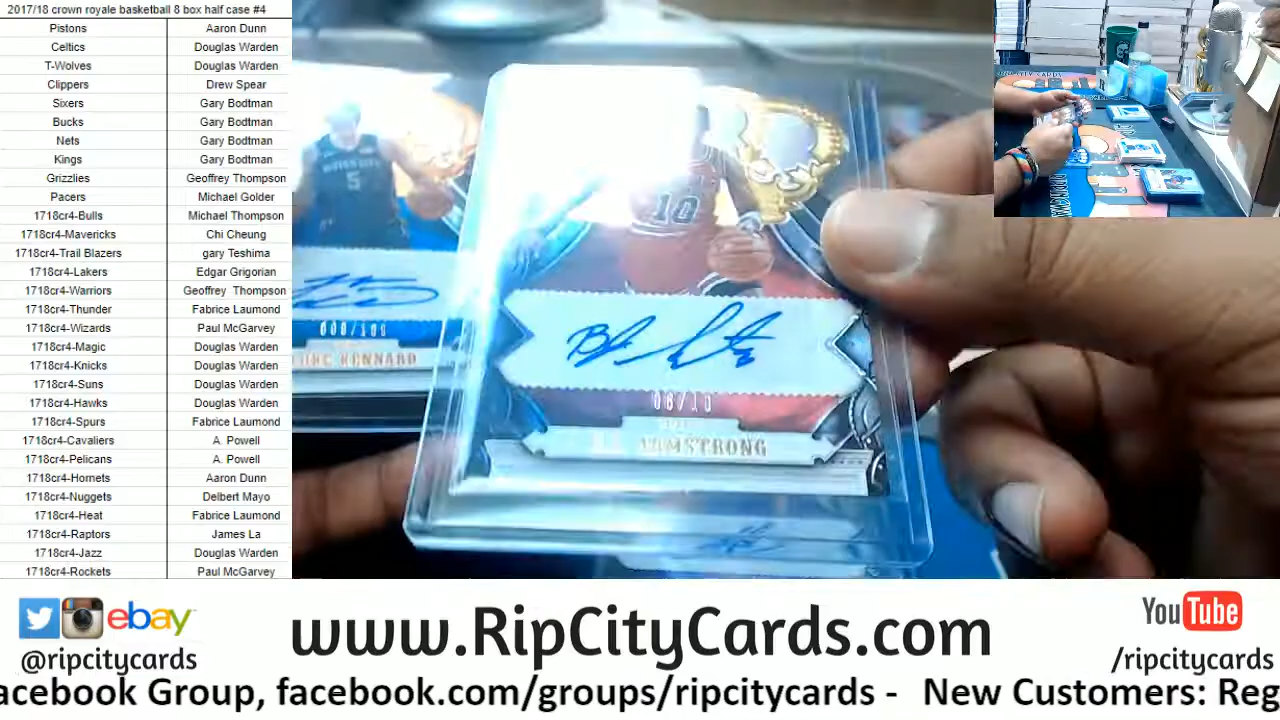 2017/18 crown royale basketball 8 box half case #4
Pistons Aaron Dunn
Celtics Douglas Warden
T-Wolves Douglas Warden
Clippers Drew Spear
Sixers Gary Bodtman
Bucks Gary Bodtman
Nets Gary Bodtman
Kings Gary Bodtman
Grizzlies Geoffrey Thompson
Pacers Michael Golder
1718cr4-Bulls Michael Thompson
1718cr4-Mavericks Chi Cheung
1718cr4-Trail Blazers gary Teshima
1718cr4-Lakers Edgar Grigorian
1718cr4-Warriors Geoffrey Thompson
1718cr4-Thunder Fabrice Laumond
1718cr4-Wizards Paul McGarvey
1718cr4-Magic Douglas Warden
1718cr4-Knicks Douglas Warden
1718cr4-Suns Douglas Warden
1718cr4-Hawks Douglas Warden
1718cr4-Spurs Fabrice Laumond
1718cr4-Cavaliers A. Powell
1718cr4-Pelicans A. Powell
1718cr4-Hornets Aaron Dunn
1718cr4-Nuggets Delbert Mayo
1718cr4-Heat Fabrice Laumond
1718cr4-Raptors James La
1718cr4-Jazz Douglas Warden
1718cr4-Rockets Paul McGarvey
5
KENNARD
10
ARMSTRONG
ebay
@ripcitycards
www.RipCityCards.com
YouTube
/ripcitycards
acebook Group, facebook.com/groups/ripcitycards - New Customers: Reg